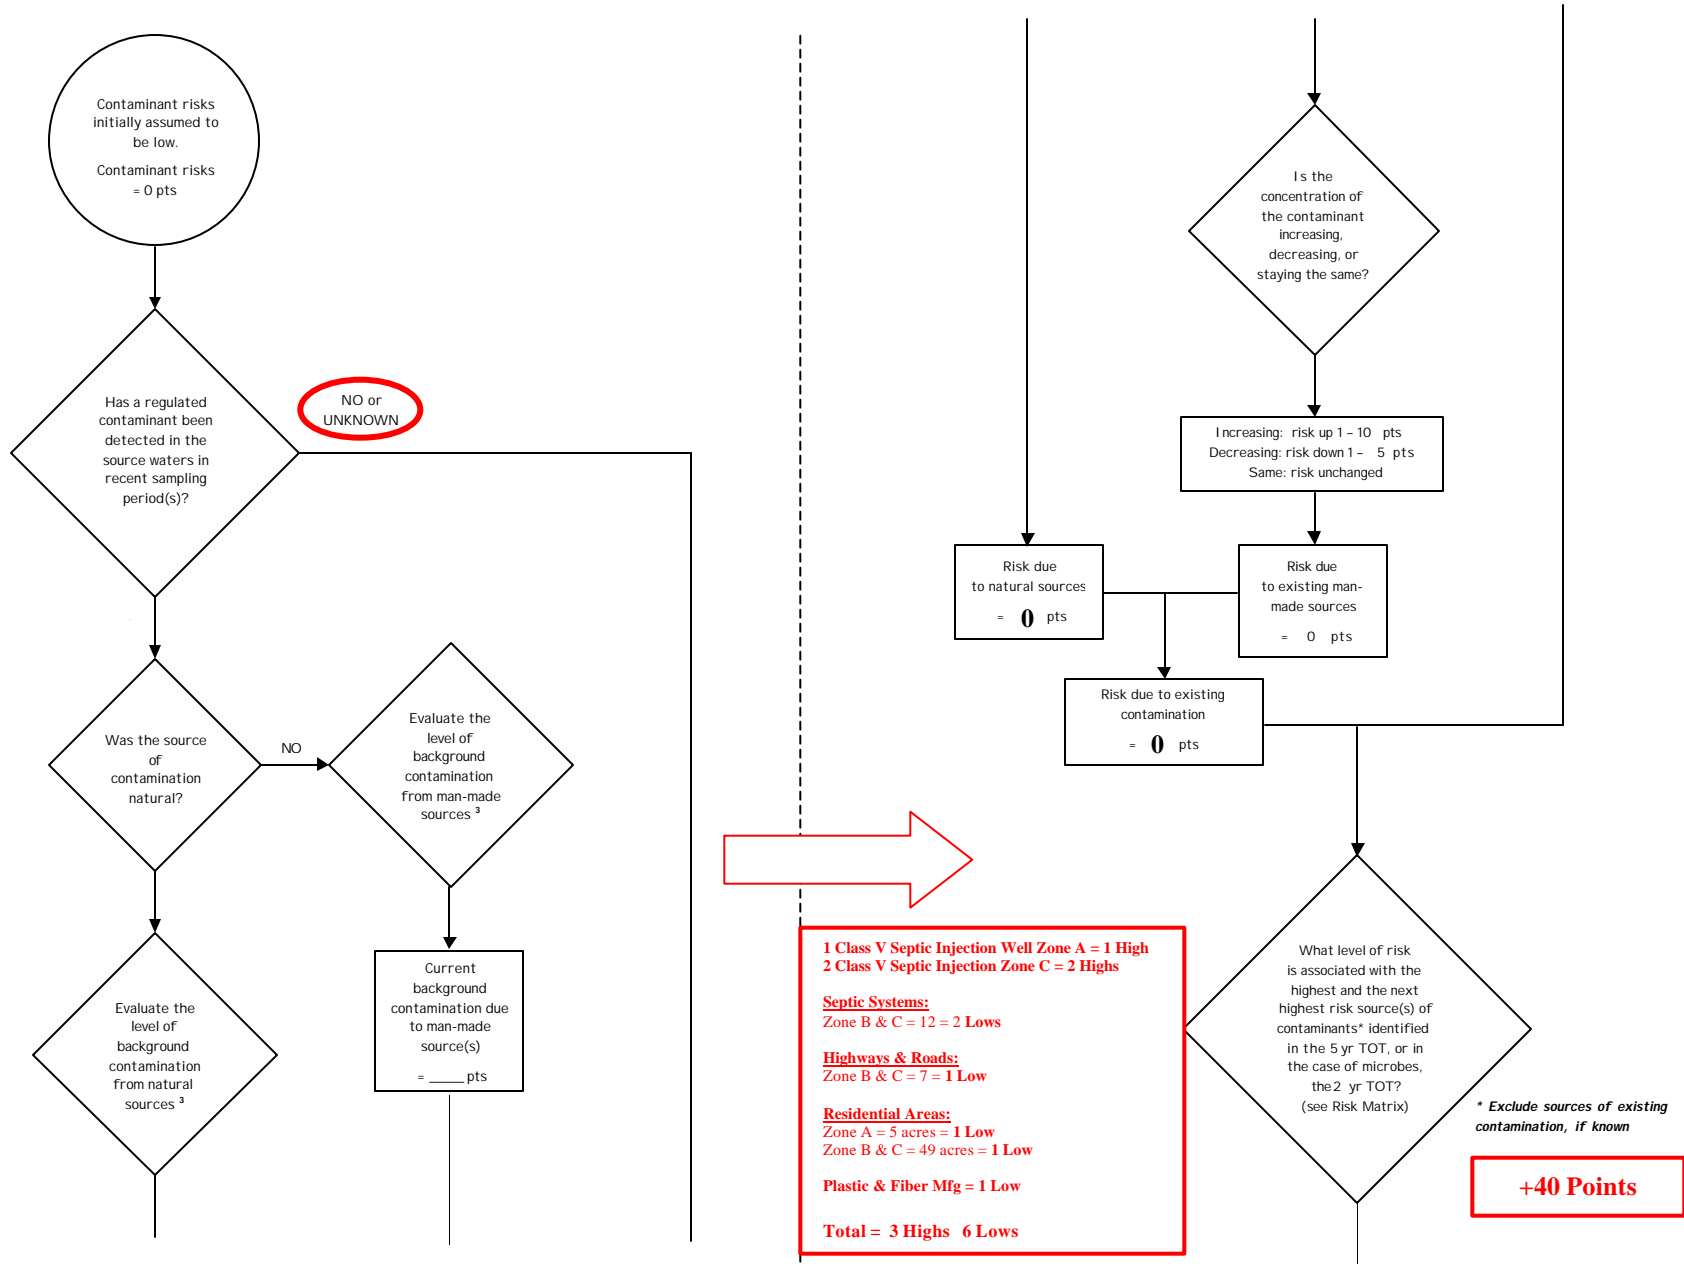 Contaminant risks
initially assumed to
be low.
Contaminant risks
= 0 pts
Has a regulated
contaminant been
detected in the
source waters in
recent sampling
period(s)?
NO or
UNKNOWN
Was the source
of
contamination
natural?
NO
Evaluate the
level of
background
contamination
from man-made
sources ³
Evaluate the
level of
background
contamination
from natural
sources ³
Current
background
contamination due
to man-made
source(s)
= _____ pts
Is the
concentration of
the contaminant
increasing,
decreasing, or
staying the same?
Increasing: risk up 1 – 10 pts
Decreasing: risk down 1 – 5 pts
Same: risk unchanged
Risk due
to natural sources
= 0 pts
Risk due
to existing man-
made sources
= 0 pts
Risk due to existing
contamination
= 0 pts
1 Class V Septic Injection Well Zone A = 1 High
2 Class V Septic Injection Zone C = 2 Highs
Septic Systems:
Zone B & C = 12 = 2 Lows
Highways & Roads:
Zone B & C = 7 = 1 Low
Residential Areas:
Zone A = 5 acres = 1 Low
Zone B & C = 49 acres = 1 Low
Plastic & Fiber Mfg = 1 Low
Total = 3 Highs 6 Lows
What level of risk
is associated with the
highest and the next
highest risk source(s) of
contaminants* identified
in the 5 yr TOT, or in
the case of microbes,
the 2 yr TOT?
(see Risk Matrix)
* Exclude sources of existing
contamination, if known
+40 Points